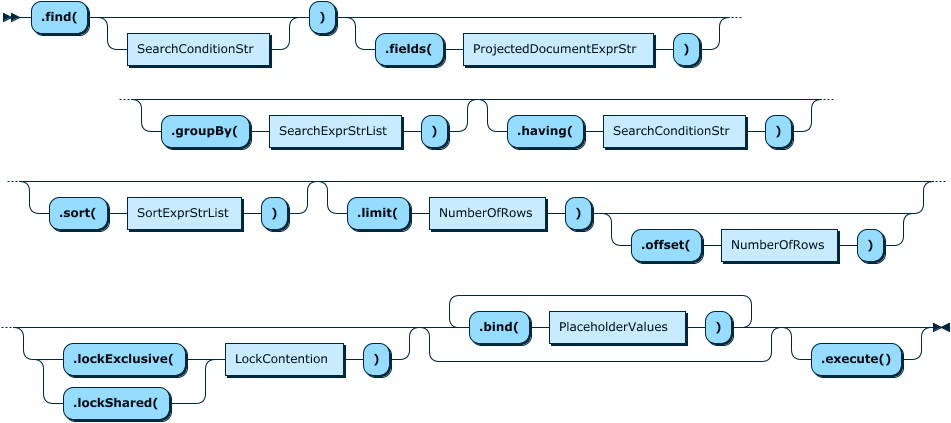 .find( SearchConditionStr ) .fields( ProjectedDocumentExprStr )
.groupBy( SearchExprStrList ) .having( SearchConditionStr )
.sort( SortExprStrList ) .limit( NumberOfRows )
.offset( NumberOfRows )
.bind( PlaceholderValues )
.lockExclusive( LockContention ) .execute()
.lockShared(